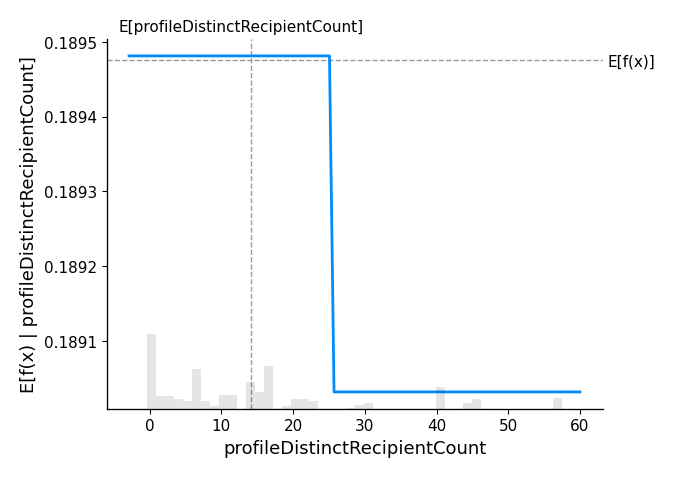 E[profileDistinctRecipientCount]
0.1895
E[f(x)]
0.1894
0.1893
0.1892
0.1891
E[f(x) | profileDistinctRecipientCount]
0 10 20 30 40 50 60
profileDistinctRecipientCount